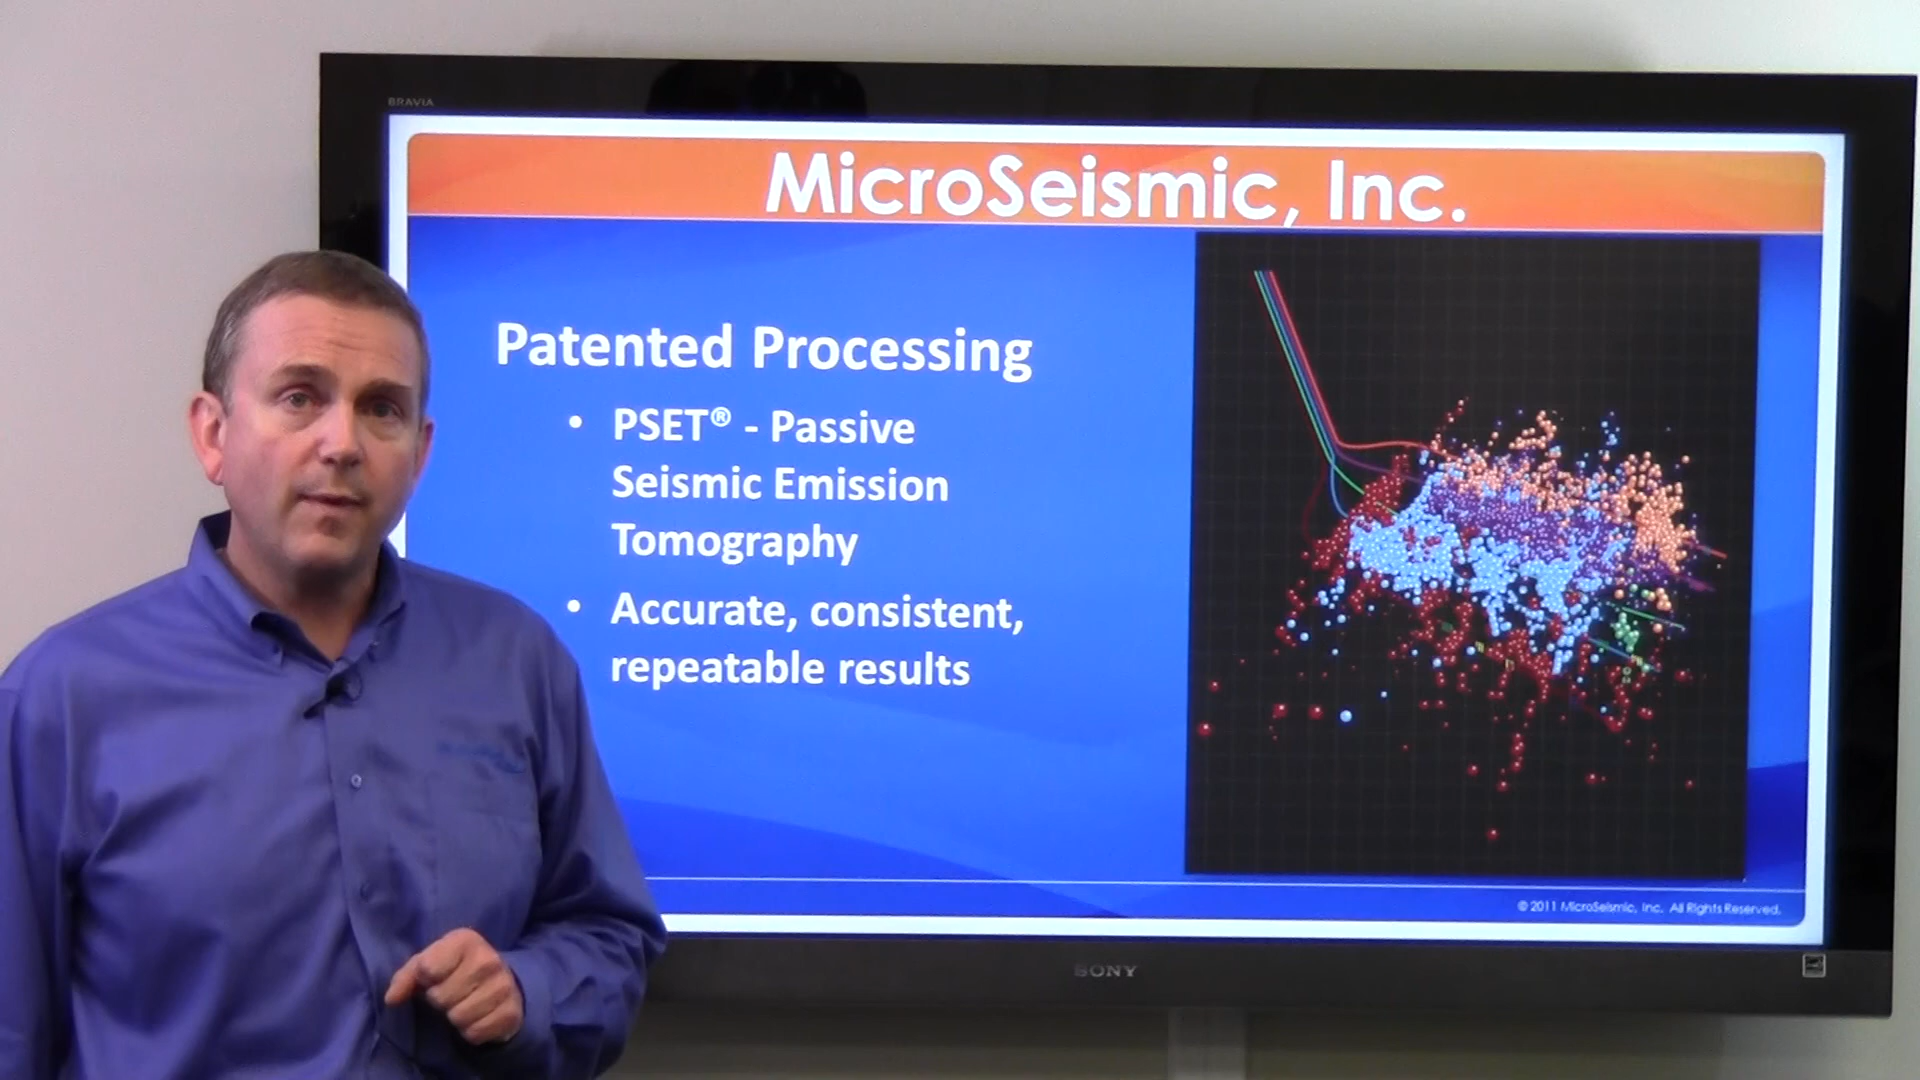 BRAVIA
MicroSeismic, Inc.
Patented Processing
• PSET® - Passive
Seismic Emission
Tomography
• Accurate, consistent,
repeatable results
© 2011 MicroSeismic, Inc. All Rights Reserved.
SONY